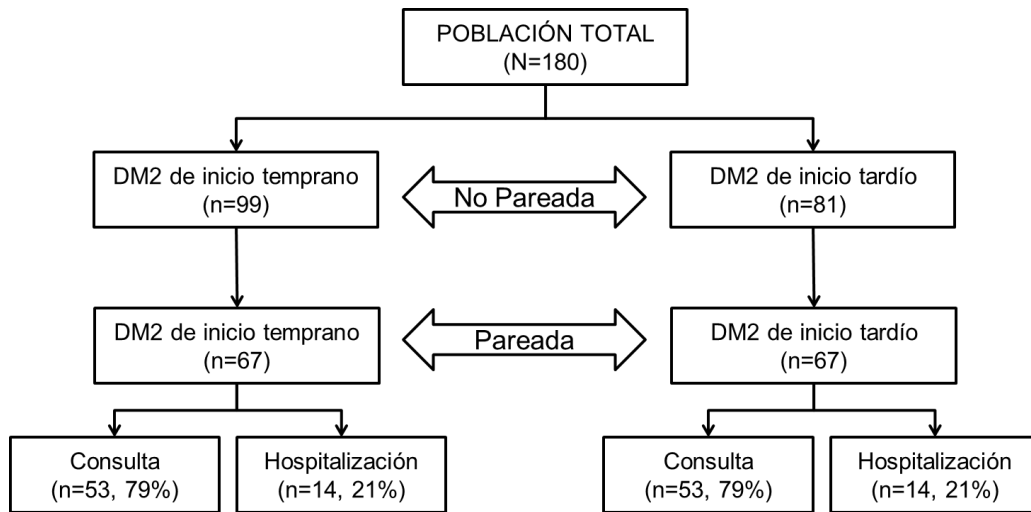 POBLACIÓN TOTAL
(N=180)
DM2 de inicio temprano
(n=99)
No Pareada
DM2 de inicio tardío
(n=81)
DM2 de inicio temprano
(n=67)
Pareada
DM2 de inicio tardío
(n=67)
Consulta
(n=53, 79%)
Hospitalización
(n=14, 21%)
Consulta
(n=53, 79%)
Hospitalización
(n=14, 21%)